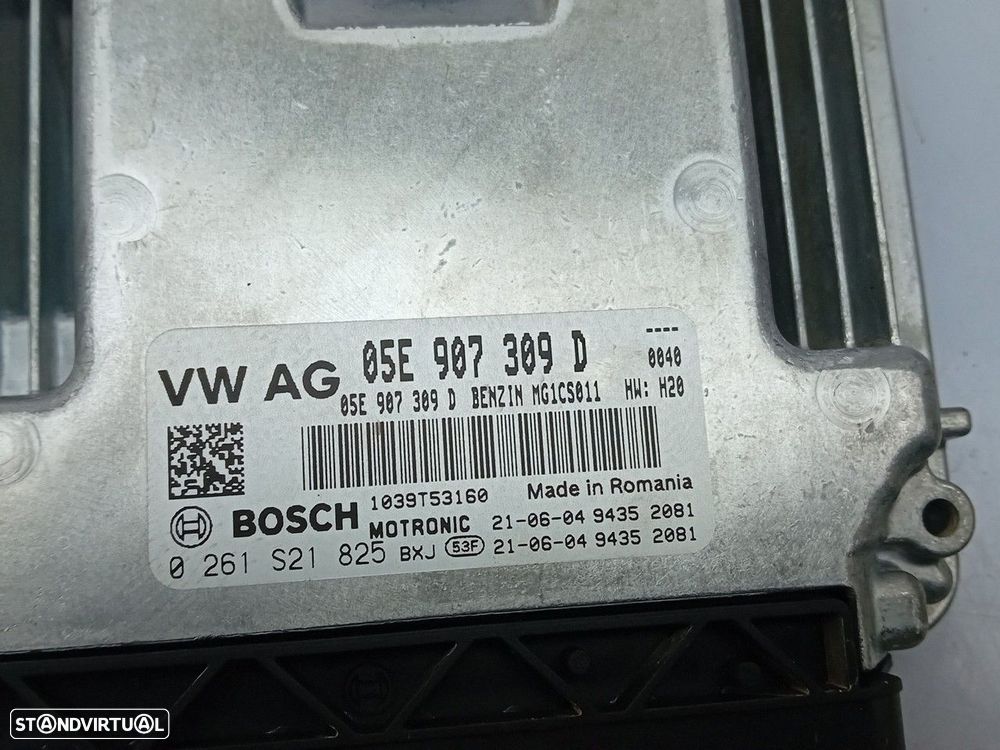 VW AG 05E 907 309 D ----
0040
05E 907 309 D BENZIN MG1CS011 HW: H20
1039T53160 Made in Romania
BOSCH MOTRONIC 21-06-04 9435 2081
0 261 S21 825 BXJ 53F 21-06-04 9435 2081
STANDVIRTUAL